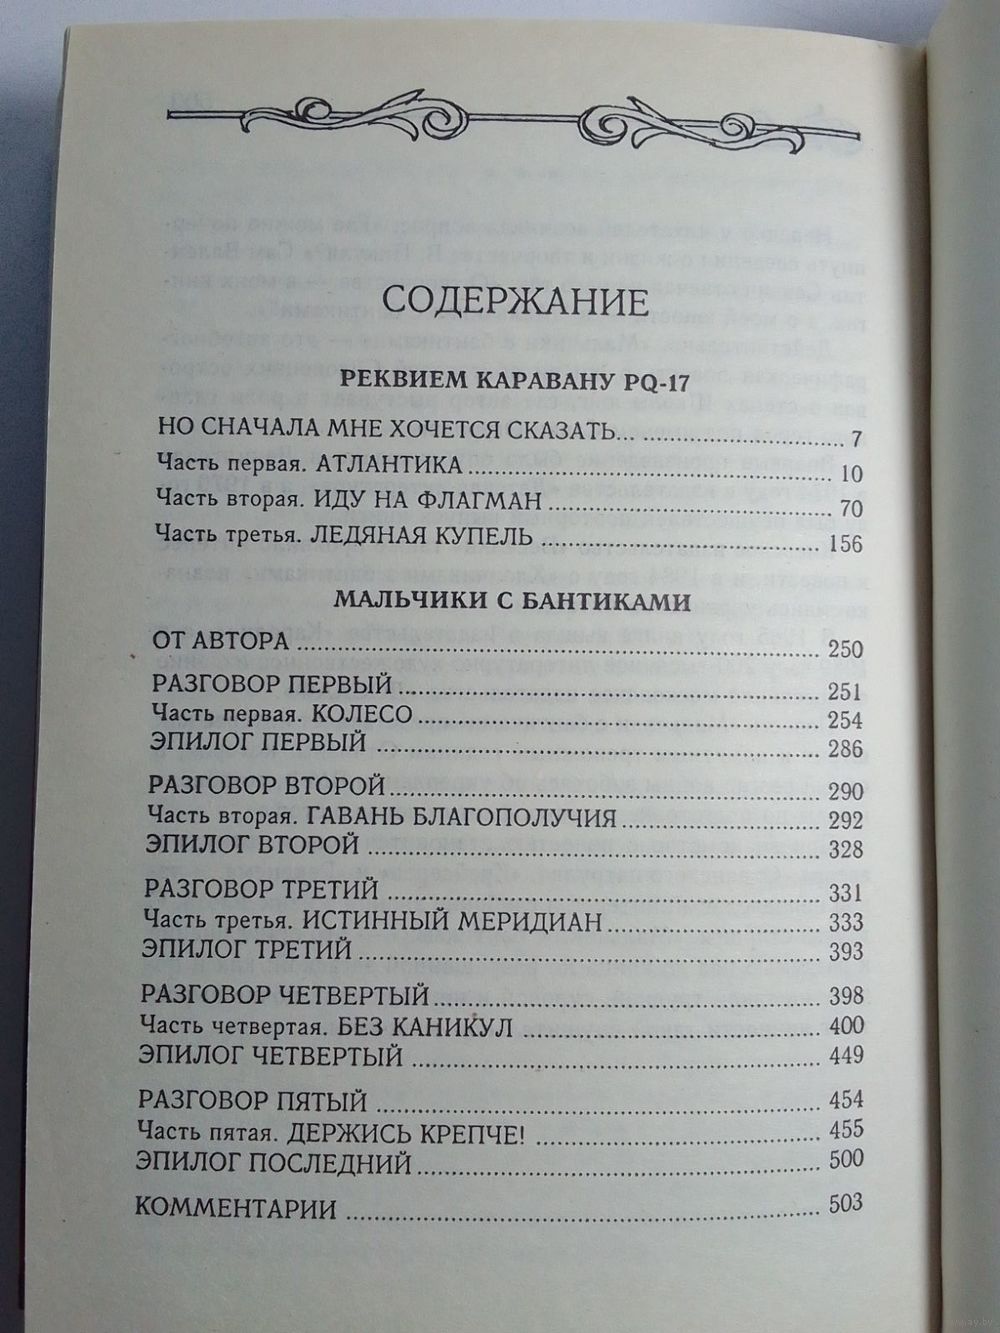 СОДЕРЖАНИЕ
РЕКВИЕМ КАРАВАНУ PQ-17
НО СНАЧАЛА МНЕ ХОЧЕТСЯ СКАЗАТЬ... 7
Часть первая. АТЛАНТИКА 10
Часть вторая. ИДУ НА ФЛАГМАН 70
Часть третья. ЛЕДЯНАЯ КУПЕЛЬ 156
МАЛЬЧИКИ С БАНТИКАМИ
ОТ АВТОРА 250
РАЗГОВОР ПЕРВЫЙ 251
Часть первая. КОЛЕСО 254
ЭПИЛОГ ПЕРВЫЙ 286
РАЗГОВОР ВТОРОЙ 290
Часть вторая. ГАВАНЬ БЛАГОПОЛУЧИЯ 292
ЭПИЛОГ ВТОРОЙ 328
РАЗГОВОР ТРЕТИЙ 331
Часть третья. ИСТИННЫЙ МЕРИДИАН 333
ЭПИЛОГ ТРЕТИЙ 393
РАЗГОВОР ЧЕТВЕРТЫЙ 398
Часть четвертая. БЕЗ КАНИКУЛ 400
ЭПИЛОГ ЧЕТВЕРТЫЙ 449
РАЗГОВОР ПЯТЫЙ 454
Часть пятая. ДЕРЖИСЬ КРЕПЧЕ! 455
ЭПИЛОГ ПОСЛЕДНИЙ 500
КОММЕНТАРИИ 503